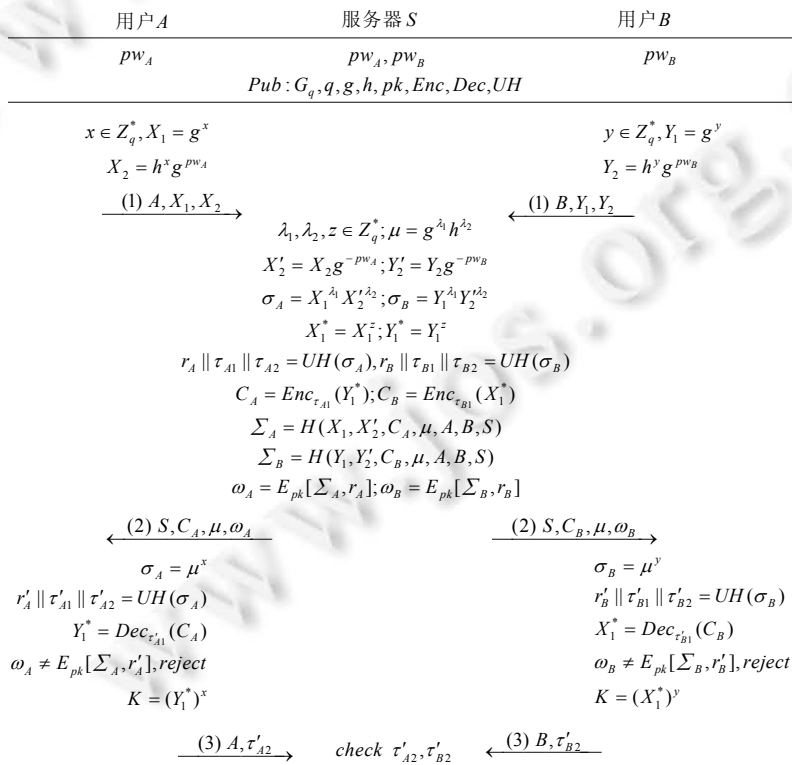 用户A 服务器S 用户B
pw_A pw_A, pw_B pw_B
Pub: G_q, q, g, h, pk, Enc, Dec, UH
x ∈ Z_q^*, X_1 = g^x y ∈ Z_q^*, Y_1 = g^y
X_2 = h^x g^{pw_A} Y_2 = h^y g^{pw_B}
(1) A, X_1, X_2 (1) B, Y_1, Y_2
λ_1, λ_2, z ∈ Z_q^*; μ = g^{λ_1} h^{λ_2}
X_2′ = X_2 g^{-pw_A}; Y_2′ = Y_2 g^{-pw_B}
σ_A = X_1^{λ_1} X_2′^{λ_2}; σ_B = Y_1^{λ_1} Y_2′^{λ_2}
X_1^* = X_1^z; Y_1^* = Y_1^z
r_A || τ_{A1} || τ_{A2} = UH(σ_A), r_B || τ_{B1} || τ_{B2} = UH(σ_B)
C_A = Enc_{τ_{A1}}(Y_1^*); C_B = Enc_{τ_{B1}}(X_1^*)
Σ_A = H(X_1, X_2′, C_A, μ, A, B, S)
Σ_B = H(Y_1, Y_2′, C_B, μ, A, B, S)
ω_A = E_{pk}[Σ_A, r_A]; ω_B = E_{pk}[Σ_B, r_B]
(2) S, C_A, μ, ω_A (2) S, C_B, μ, ω_B
σ_A = μ^x σ_B = μ^y
r_A′ || τ_{A1}′ || τ_{A2}′ = UH(σ_A) r_B′ || τ_{B1}′ || τ_{B2}′ = UH(σ_B)
Y_1^* = Dec_{τ_{A1}′}(C_A) X_1^* = Dec_{τ_{B1}′}(C_B)
ω_A ≠ E_{pk}[Σ_A, r_A′], reject ω_B ≠ E_{pk}[Σ_B, r_B′], reject
K = (Y_1^*)^x K = (X_1^*)^y
(3) A, τ_{A2}′ check τ_{A2}′, τ_{B2}′ (3) B, τ_{B2}′
www.jos.org.